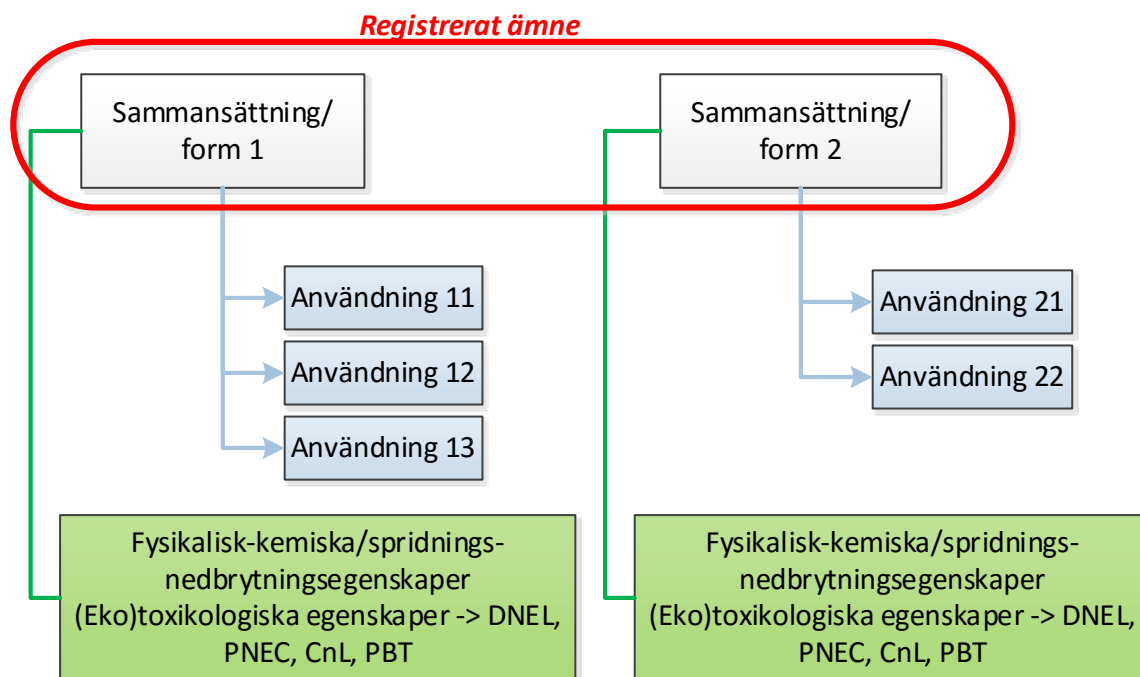 Registrerat ämne
Sammansättning/
form 1
Sammansättning/
form 2
Användning 11
Användning 12
Användning 13
Användning 21
Användning 22
Fysikalisk-kemiska/spridnings-
nedbrytningsegenskaper
(Eko)toxikologiska egenskaper -> DNEL,
PNEC, CnL, PBT
Fysikalisk-kemiska/spridnings-
nedbrytningsegenskaper
(Eko)toxikologiska egenskaper -> DNEL,
PNEC, CnL, PBT